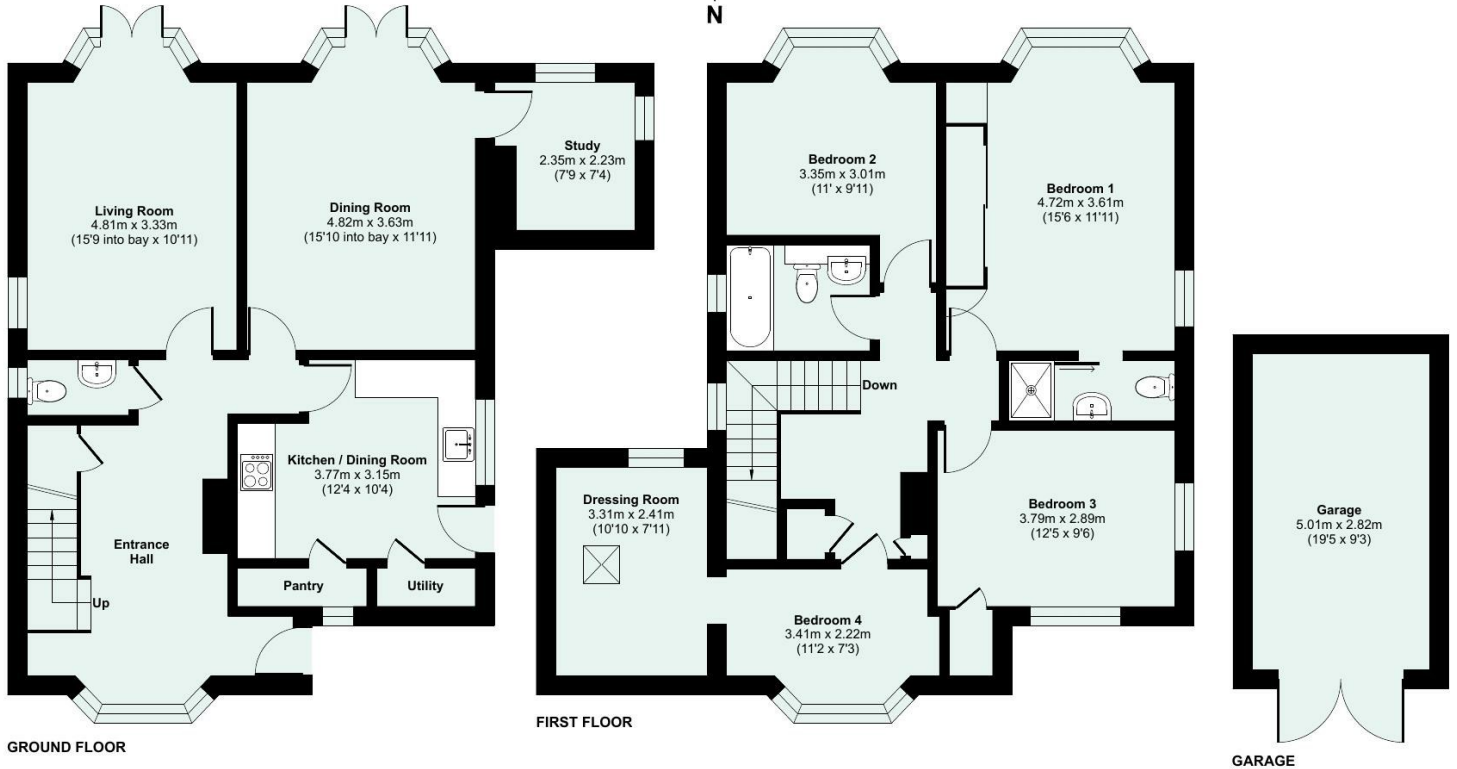 N
Living Room
4.81m x 3.33m
(15'9 into bay x 10'11)
Dining Room
4.82m x 3.63m
(15'10 into bay x 11'11)
Study
2.35m x 2.23m
(7'9 x 7'4)
Kitchen / Dining Room
3.77m x 3.15m
(12'4 x 10'4)
Entrance
Hall
Pantry
Utility
Up
GROUND FLOOR
Bedroom 2
3.35m x 3.01m
(11' x 9'11)
Bedroom 1
4.72m x 3.61m
(15'6 x 11'11)
Down
Dressing Room
3.31m x 2.41m
(10'10 x 7'11)
Bedroom 3
3.79m x 2.89m
(12'5 x 9'6)
Bedroom 4
3.41m x 2.22m
(11'2 x 7'3)
FIRST FLOOR
Garage
5.01m x 2.82m
(19'5 x 9'3)
GARAGE